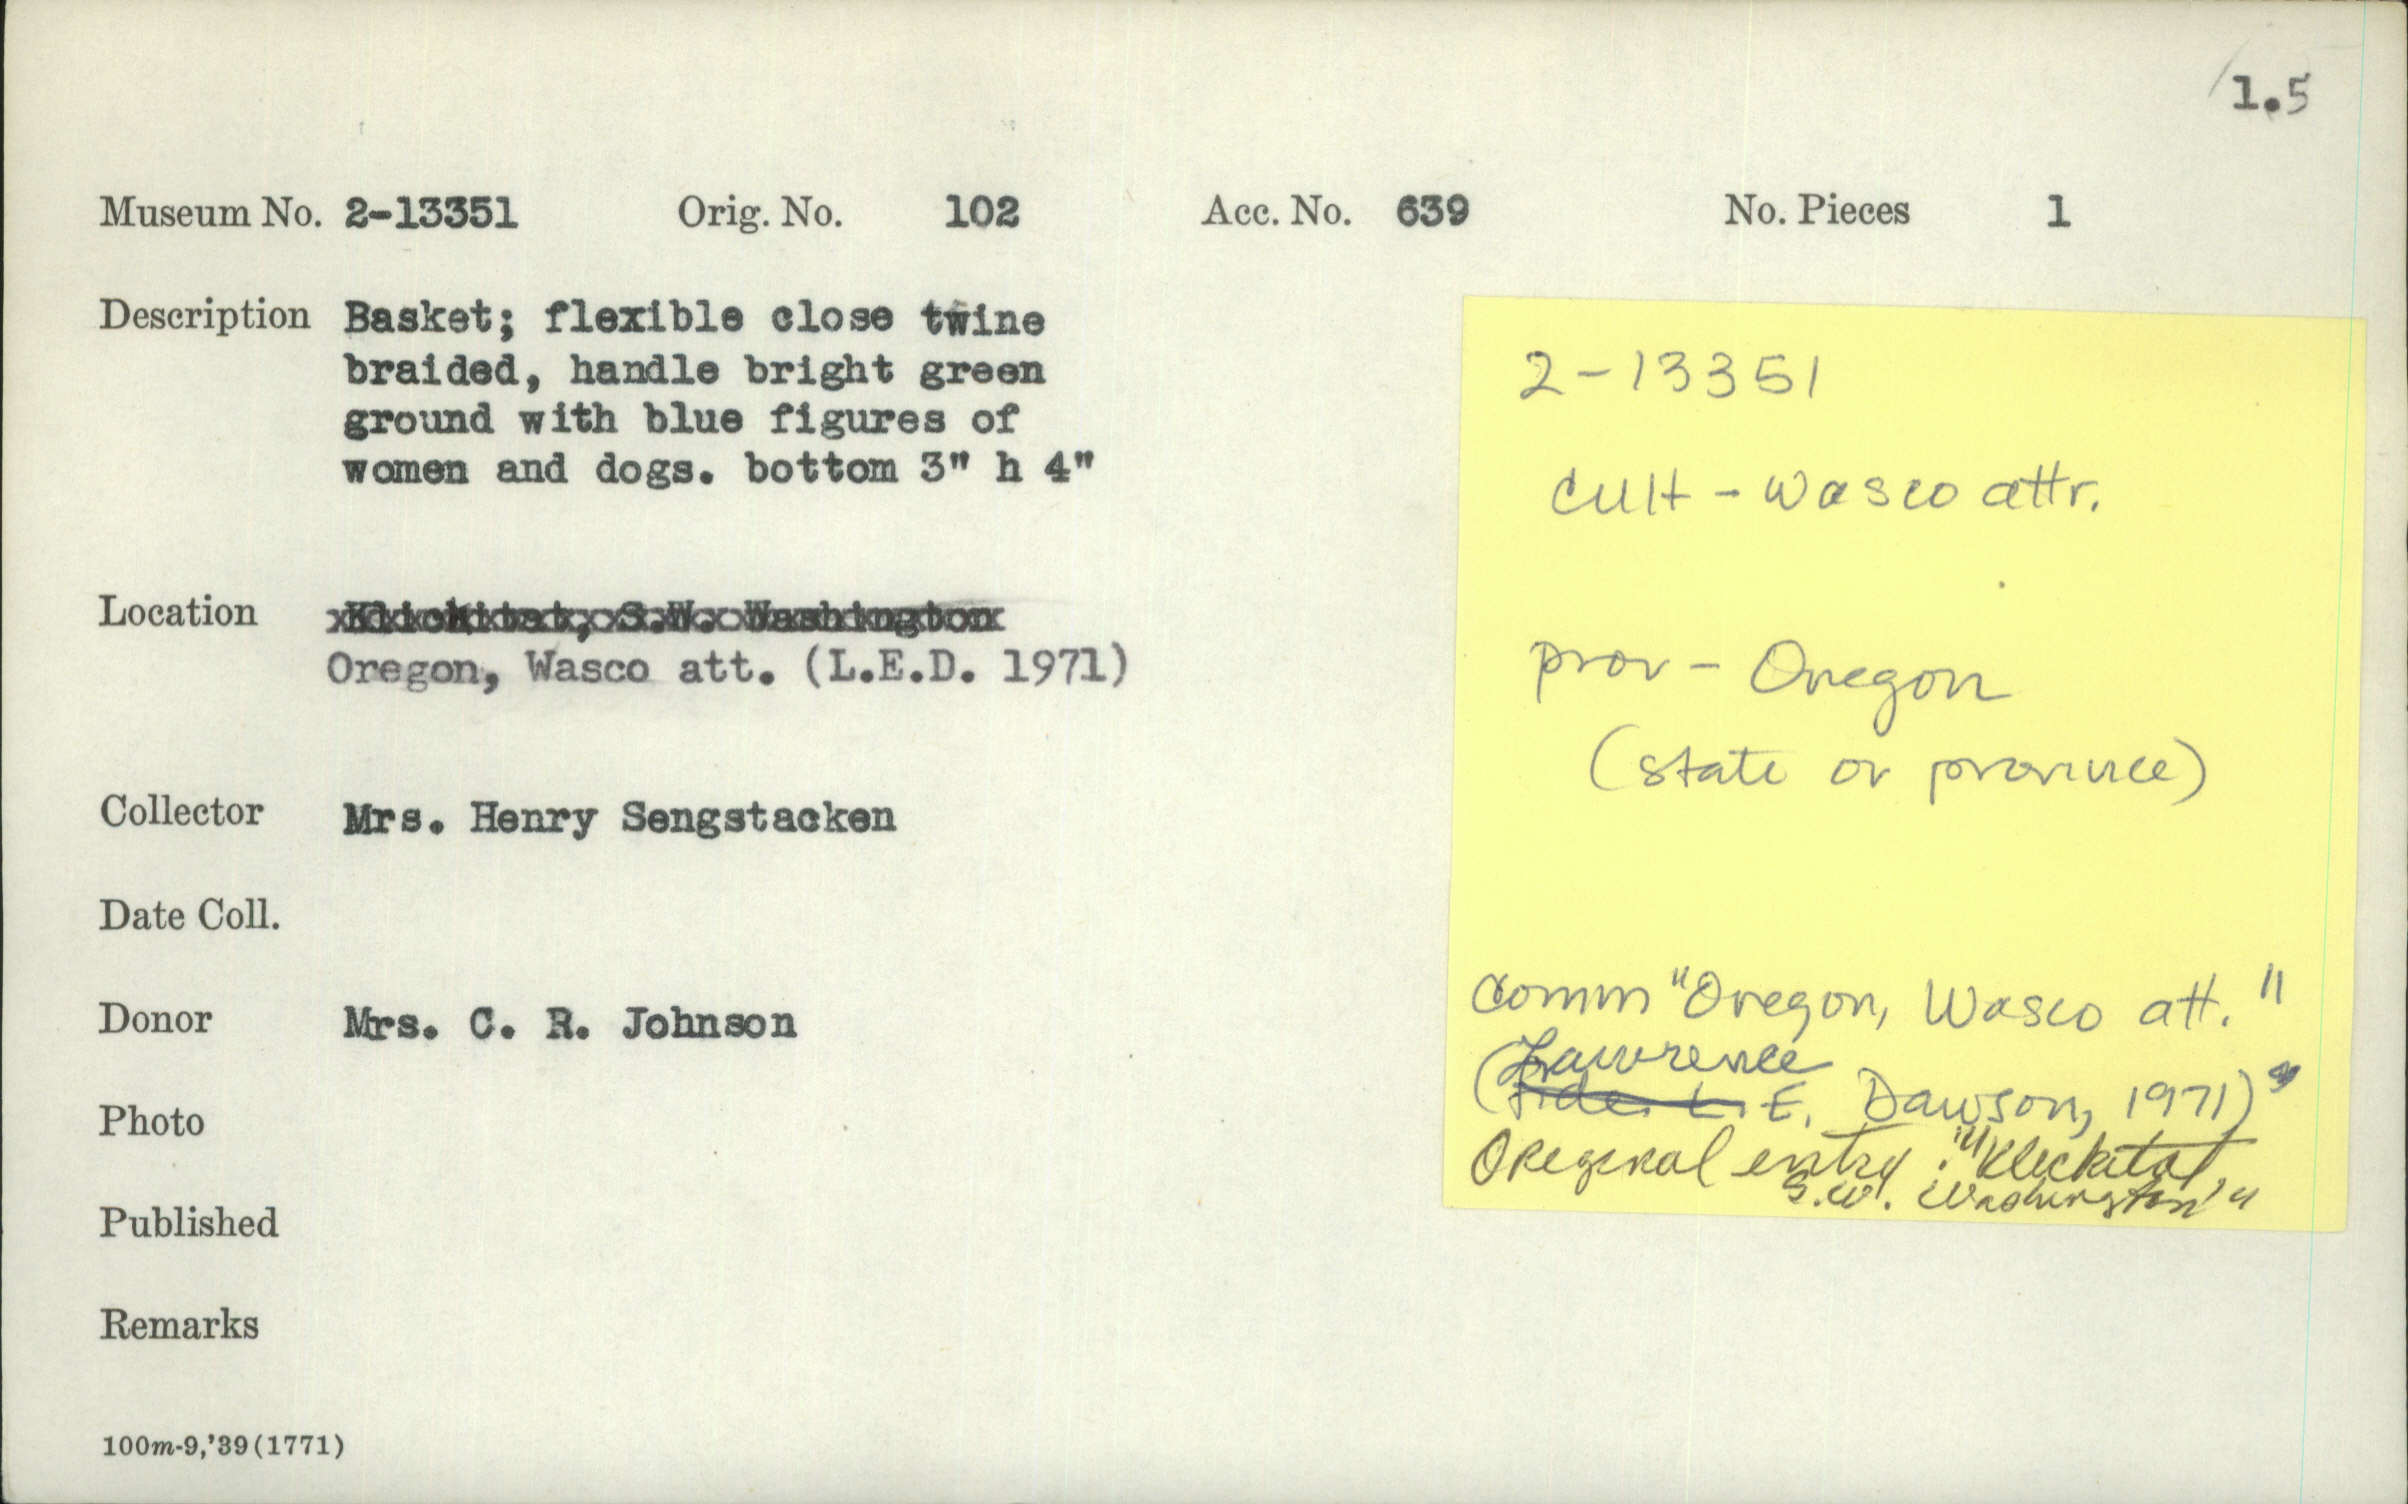 1.5
Museum No. 2-13351 Orig. No. 102 Acc. No. 639 No. Pieces 1
Description Basket; flexible close twine
braided, handle bright green
ground with blue figures of
women and dogs. bottom 3" h 4"
Location Klickitat, S.W. Washington
Oregon, Wasco att. (L.E.D. 1971)
Collector Mrs. Henry Sengstacken
Date Coll.
Donor Mrs. C. R. Johnson
Photo
Published
Remarks
100m-9,'39(1771)
2-13351
cult - Wasco attr.
prov - Oregon
(state or province)
comm "Oregon, Wasco att."
Lawrence
(fide L. E. Dawson, 1971)
Original entry: "Klickitat
S.W. Washington"